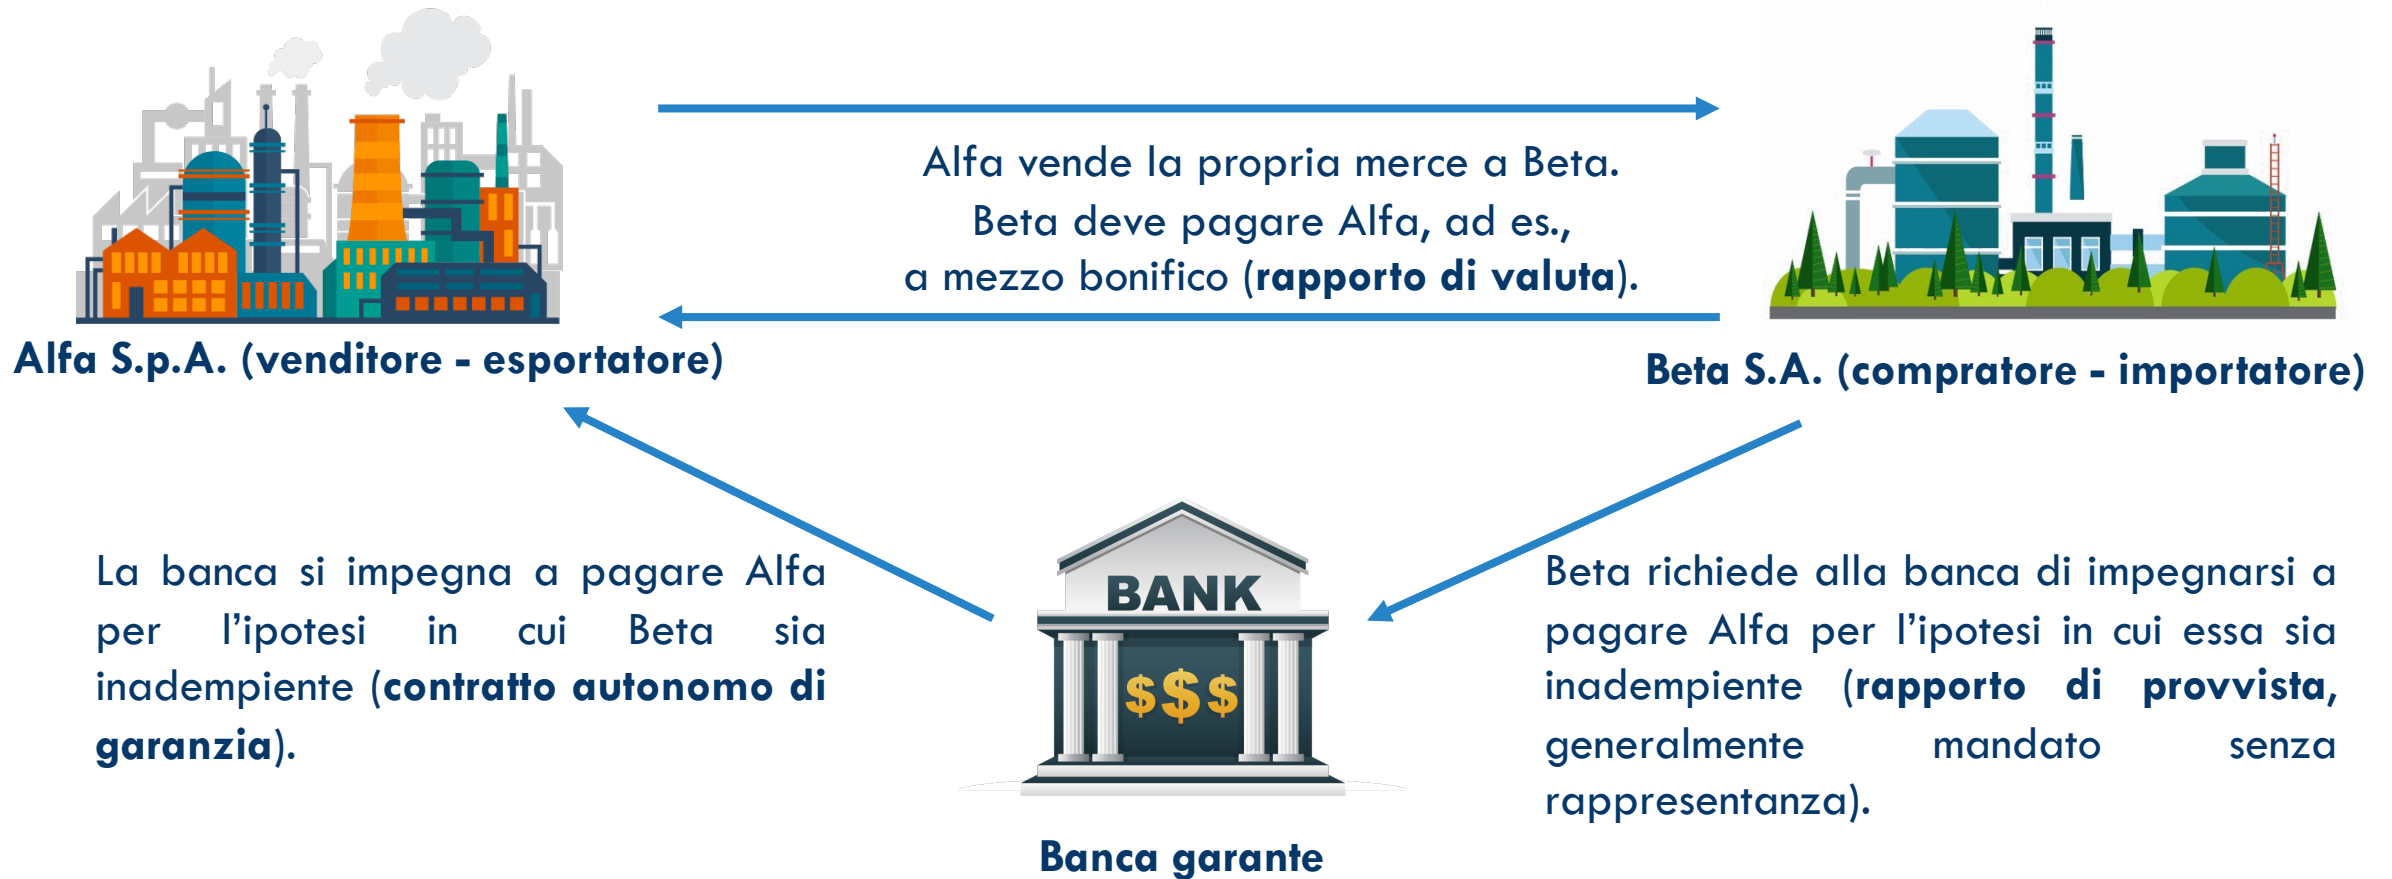 Alfa vende la propria merce a Beta.
Beta deve pagare Alfa, ad es.,
a mezzo bonifico (rapporto di valuta).
Alfa S.p.A. (venditore - esportatore)
Beta S.A. (compratore - importatore)
La banca si impegna a pagare Alfa
per l’ipotesi in cui Beta sia
inadempiente (contratto autonomo di
garanzia).
BANK
$$$
Banca garante
Beta richiede alla banca di impegnarsi a
pagare Alfa per l’ipotesi in cui essa sia
inadempiente (rapporto di provvista,
generalmente mandato senza
rappresentanza).